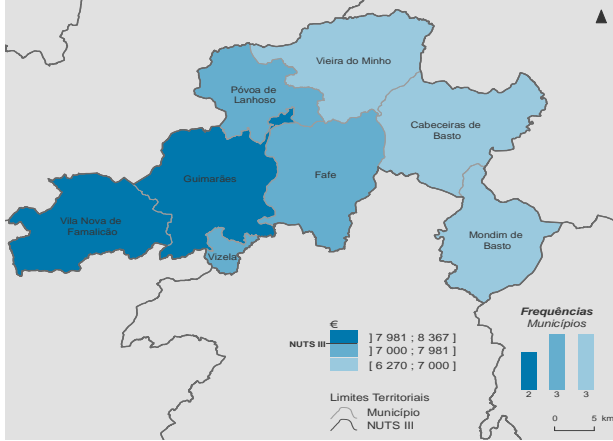 Vieira do Minho
Póvoa de
Lanhoso
Cabeceiras de
Basto
Guimarães
Fafe
Vila Nova de
Famalicão
Mondim de
Basto
Vizela
€
NUTS III
] 7 981 ; 8 367 ]
] 7 000 ; 7 981 ]
[ 6 270 ; 7 000 ]
Limites Territoriais
Município
NUTS III
Frequências
Municípios
2 3 3
0 5 km